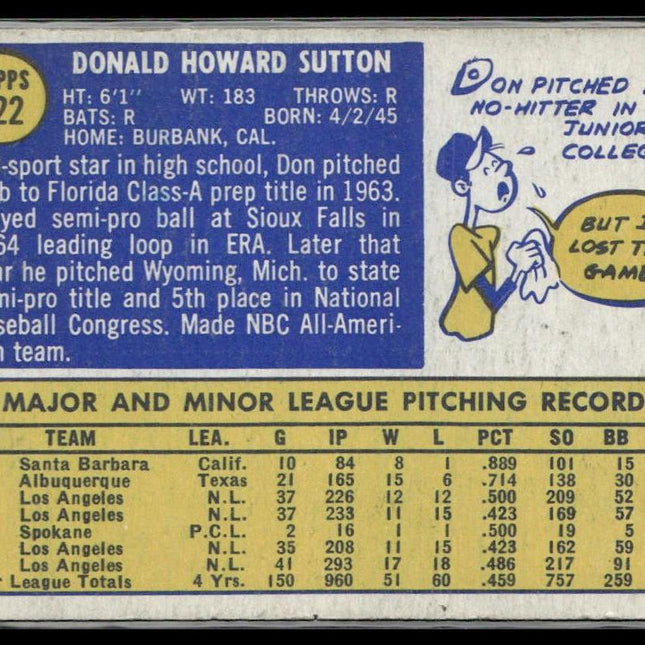 PPS
22
DONALD HOWARD SUTTON
HT: 6'1" WT: 183 THROWS: R
BATS: R BORN: 4/2/45
HOME: BURBANK, CAL.
-sport star in high school, Don pitched
b to Florida Class-A prep title in 1963.
yed semi-pro ball at Sioux Falls in
64 leading loop in ERA. Later that
ar he pitched Wyoming, Mich. to state
mi-pro title and 5th place in National
seball Congress. Made NBC All-Ameri-
n team.
DON PITCHED
NO-HITTER IN
JUNIOR
COLLEG
BUT I
LOST T
GAME
MAJOR AND MINOR LEAGUE PITCHING RECORD
TEAM LEA. G IP W L PCT SO BB
Santa Barbara Calif. 10 84 8 1 .889 101 15
Albuquerque Texas 21 165 15 6 .714 138 30
Los Angeles N.L. 37 226 12 12 .500 209 52
Los Angeles N.L. 37 233 11 15 .423 169 57
Spokane P.C.L. 2 16 1 1 .500 19 5
Los Angeles N.L. 35 208 11 15 .423 162 59
Los Angeles N.L. 41 293 17 18 .486 217 91
r League Totals 4 Yrs. 150 960 51 60 .459 757 259